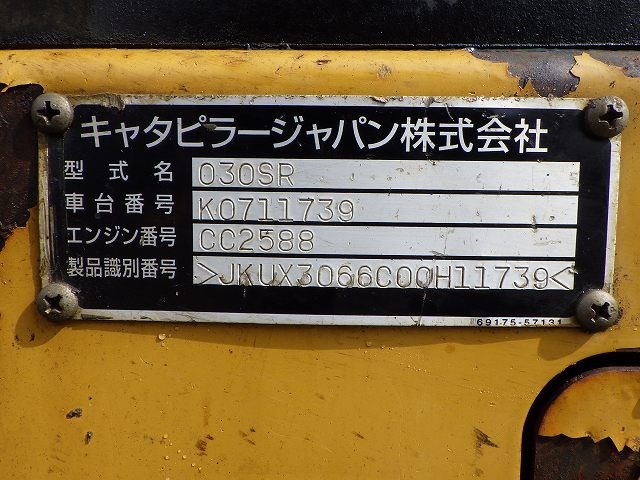 キャタピラージャパン株式会社
型式名 030SR
車台番号 K0711739
エンジン番号 CC2588
製品識別番号 >JKUX3066C00H11739<
69175-57131